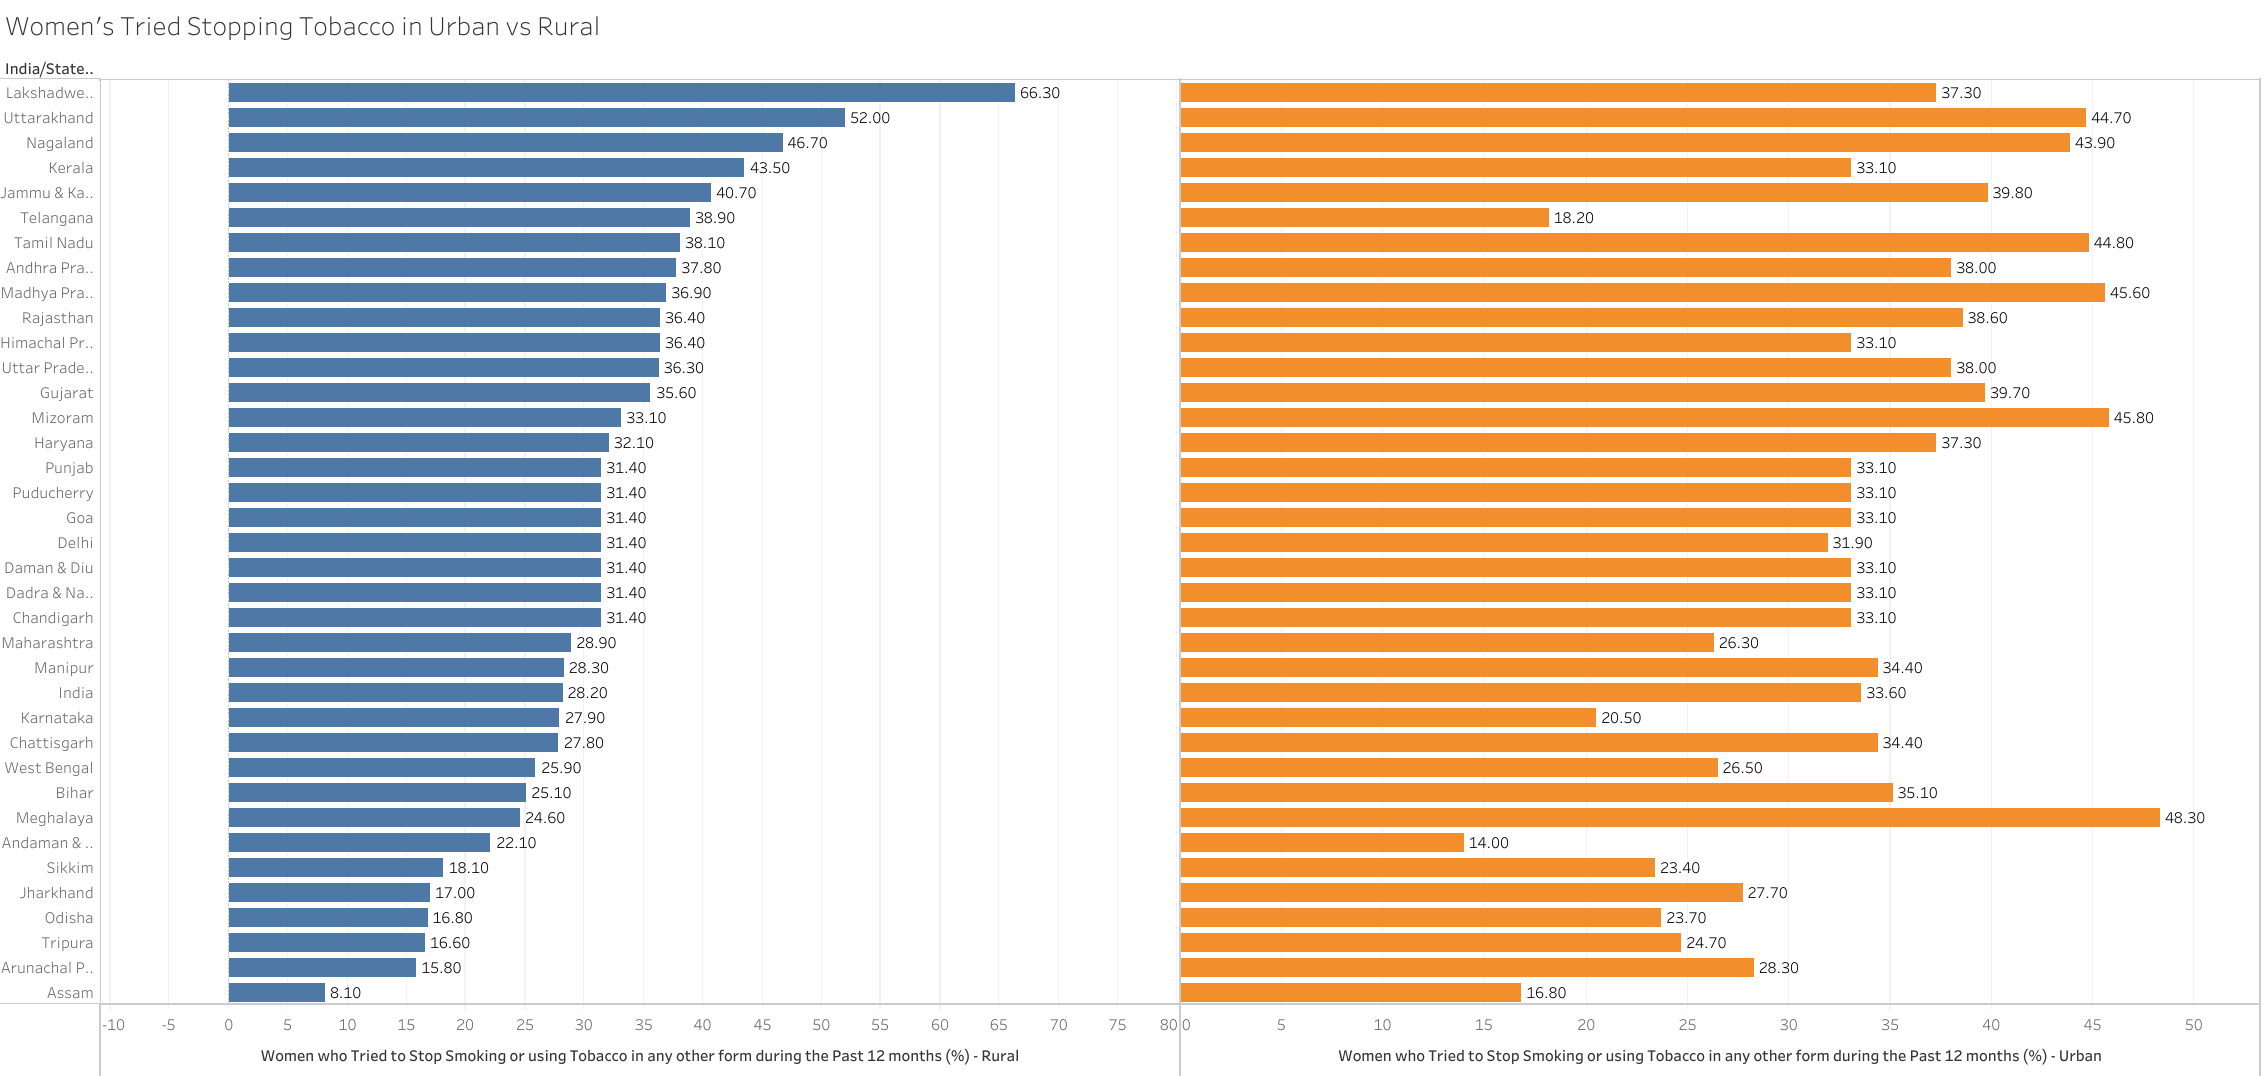 Women's Tried Stopping Tobacco in Urban vs Rural
India/State..
Lakshadwe.. 66.30 37.30
Uttarakhand 52.00 44.70
Nagaland 46.70 43.90
Kerala 43.50 33.10
Jammu & Ka.. 40.70 39.80
Telangana 38.90 18.20
Tamil Nadu 38.10 44.80
Andhra Pra.. 37.80 38.00
Madhya Pra.. 36.90 45.60
Rajasthan 36.40 38.60
Himachal Pr.. 36.40 33.10
Uttar Prade.. 36.30 38.00
Gujarat 35.60 39.70
Mizoram 33.10 45.80
Haryana 32.10 37.30
Punjab 31.40 33.10
Puducherry 31.40 33.10
Goa 31.40 33.10
Delhi 31.40 31.90
Daman & Diu 31.40 33.10
Dadra & Na.. 31.40 33.10
Chandigarh 31.40 33.10
Maharashtra 28.90 26.30
Manipur 28.30 34.40
India 28.20 33.60
Karnataka 27.90 20.50
Chattisgarh 27.80 34.40
West Bengal 25.90 26.50
Bihar 25.10 35.10
Meghalaya 24.60 48.30
Andaman & .. 22.10 14.00
Sikkim 18.10 23.40
Jharkhand 17.00 27.70
Odisha 16.80 23.70
Tripura 16.60 24.70
Arunachal P.. 15.80 28.30
Assam 8.10 16.80
-10 -5 0 5 10 15 20 25 30 35 40 45 50 55 60 65 70 75 80 0 5 10 15 20 25 30 35 40 45 50
Women who Tried to Stop Smoking or using Tobacco in any other form during the Past 12 months (%) - Rural Women who Tried to Stop Smoking or using Tobacco in any other form during the Past 12 months (%) - Urban